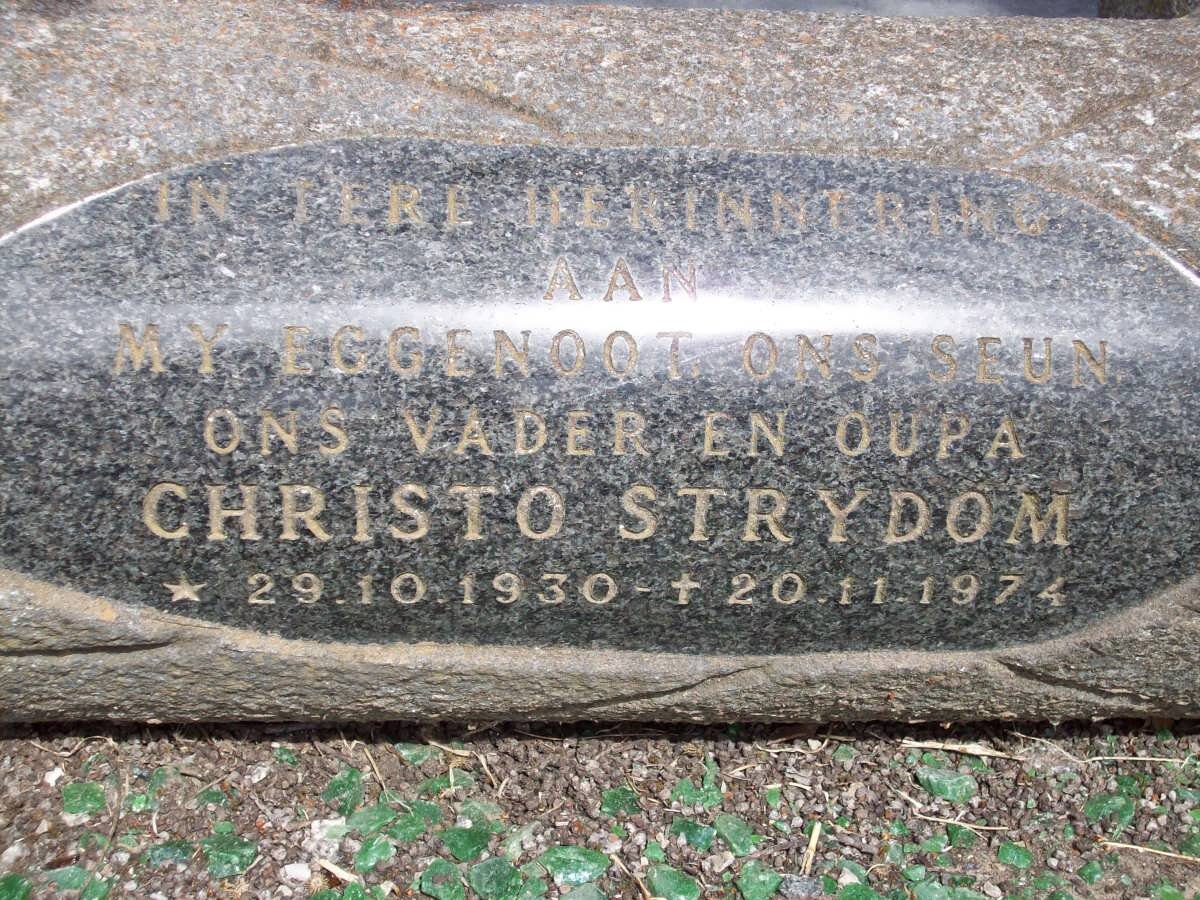 IN TERE HERINNERING
AAN
MY EGGENOOT, ONS SEUN,
ONS VADER EN OUPA
CHRISTO STRYDOM
★ 29.10.1930 - ✝ 20.11.1974